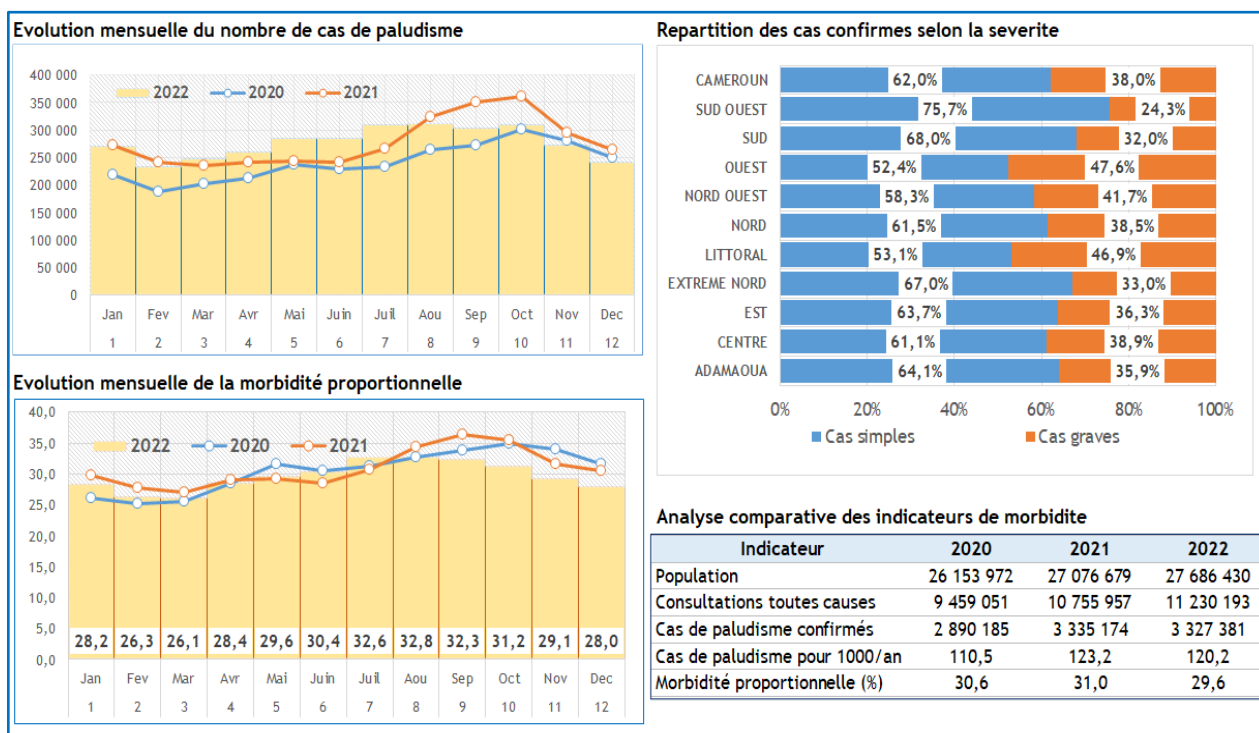 Evolution mensuelle du nombre de cas de paludisme
400 000
350 000
300 000
250 000
200 000
150 000
100 000
50 000
0
2022 2020 2021
Jan Fev Mar Avr Mai Juin Juil Aou Sep Oct Nov Dec
1 2 3 4 5 6 7 8 9 10 11 12
Evolution mensuelle de la morbidité proportionnelle
40,0
35,0
30,0
25,0
20,0
15,0
10,0
5,0
0,0
2022 2020 2021
28,2 26,3 26,1 28,4 29,6 30,4 32,6 32,8 32,3 31,2 29,1 28,0
Jan Fev Mar Avr Mai Juin Juil Aou Sep Oct Nov Dec
1 2 3 4 5 6 7 8 9 10 11 12
Repartition des cas confirmes selon la severite
CAMEROUN 62,0% 38,0%
SUD OUEST 75,7% 24,3%
SUD 68,0% 32,0%
OUEST 52,4% 47,6%
NORD OUEST 58,3% 41,7%
NORD 61,5% 38,5%
LITTORAL 53,1% 46,9%
EXTREME NORD 67,0% 33,0%
EST 63,7% 36,3%
CENTRE 61,1% 38,9%
ADAMAOUA 64,1% 35,9%
0% 20% 40% 60% 80% 100%
Cas simples Cas graves
Analyse comparative des indicateurs de morbidite
Indicateur 2020 2021 2022
Population 26 153 972 27 076 679 27 686 430
Consultations toutes causes 9 459 051 10 755 957 11 230 193
Cas de paludisme confirmés 2 890 185 3 335 174 3 327 381
Cas de paludisme pour 1000/an 110,5 123,2 120,2
Morbidité proportionnelle (%) 30,6 31,0 29,6